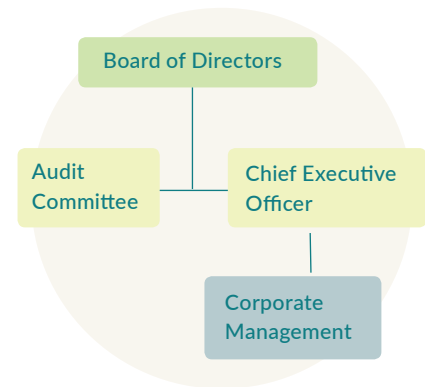 Board of Directors
Audit
Committee
Chief Executive
Officer
Corporate
Management